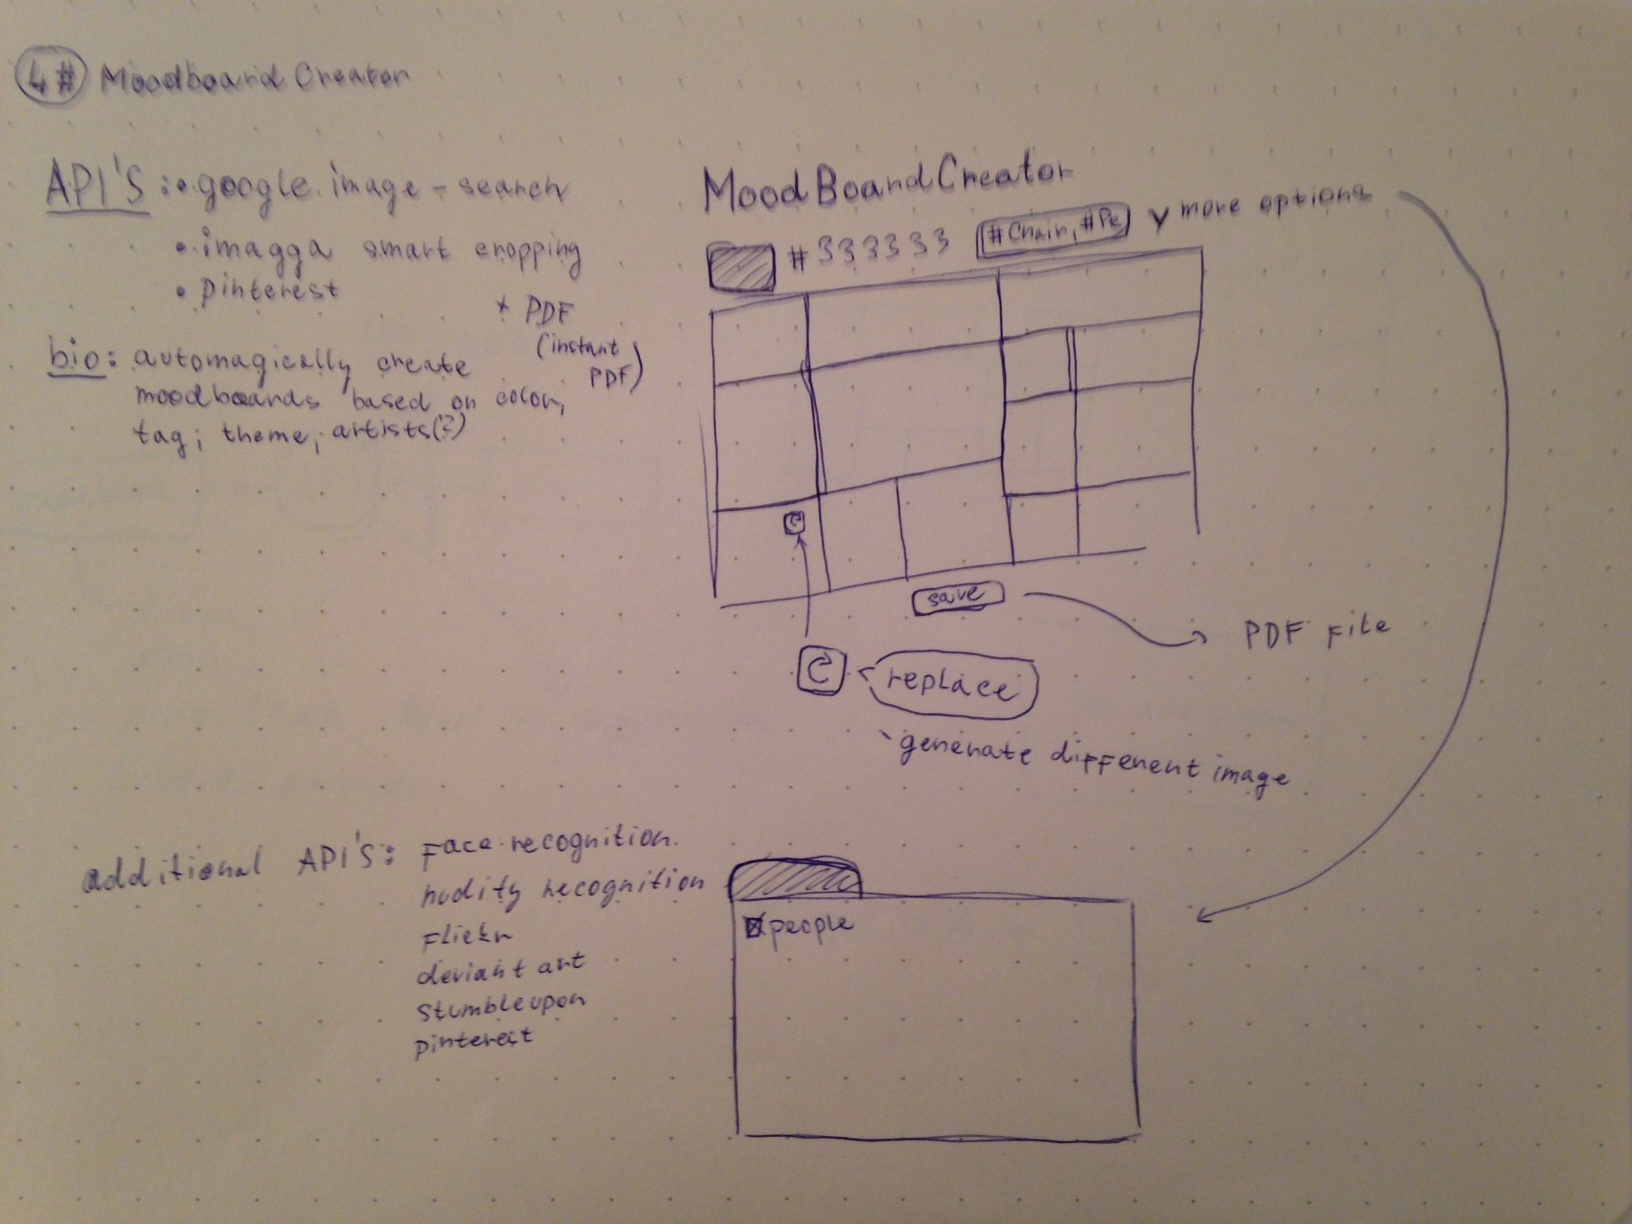 4# Moodboard Creator
API'S: • google image-search
• imagga smart cropping
• Pinterest
* PDF
(instant
PDF)
bio: automagically create
moodboards based on color,
tag; theme; artists(?)
MoodBoardCreator
#333333 #Chair, #Pe v more options
C
save
PDF File
C replace
generate different image
additional API'S: Face recognition.
nudity recognition
Flickr
deviant art
stumbleupon
pinterest
people